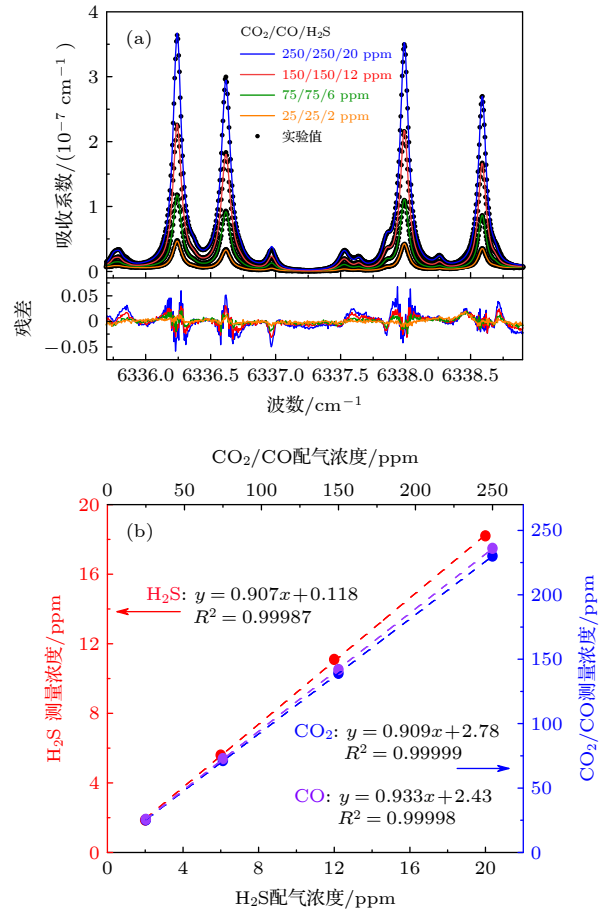 (a)
CO₂/CO/H₂S
250/250/20 ppm
150/150/12 ppm
75/75/6 ppm
25/25/2 ppm
实验值
吸收系数/(10⁻⁷ cm⁻¹)
4
3
2
1
0
残差
0.05
0
−0.05
6336.0 6336.5 6337.0 6337.5 6338.0 6338.5
波数/cm⁻¹
CO₂/CO配气浓度/ppm
0 50 100 150 200 250
(b)
H₂S: y = 0.907x+0.118
R² = 0.99987
CO₂: y = 0.909x+2.78
R² = 0.99999
CO: y = 0.933x+2.43
R² = 0.99998
H₂S 测量浓度/ppm
20
18
12
6
4
2
0
CO₂/CO测量浓度/ppm
250
200
150
100
50
0
0 4 8 12 16 20
H₂S配气浓度/ppm